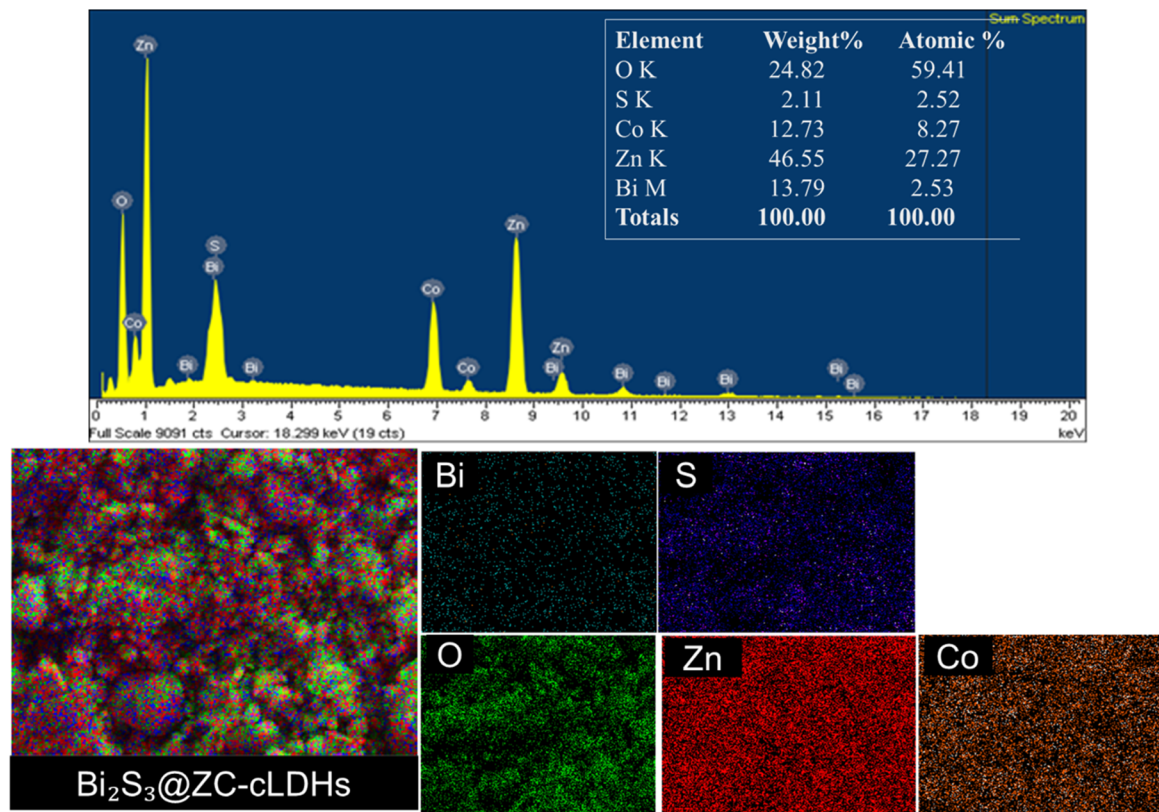 Sum Spectrum
Element Weight% Atomic %
O K 24.82 59.41
S K 2.11 2.52
Co K 12.73 8.27
Zn K 46.55 27.27
Bi M 13.79 2.53
Totals 100.00 100.00
Zn
O
Co
Bi
S
Bi
Bi
Co
Co
Zn
Bi
Zn
Bi
Bi
Bi
Bi
Bi
0 1 2 3 4 5 6 7 8 9 10 11 12 13 14 15 16 17 18 19 20
Full Scale 9091 cts Cursor: 18.299 keV (19 cts) keV
Bi
S
O
Zn
Co
Bi₂S₃@ZC-cLDHs